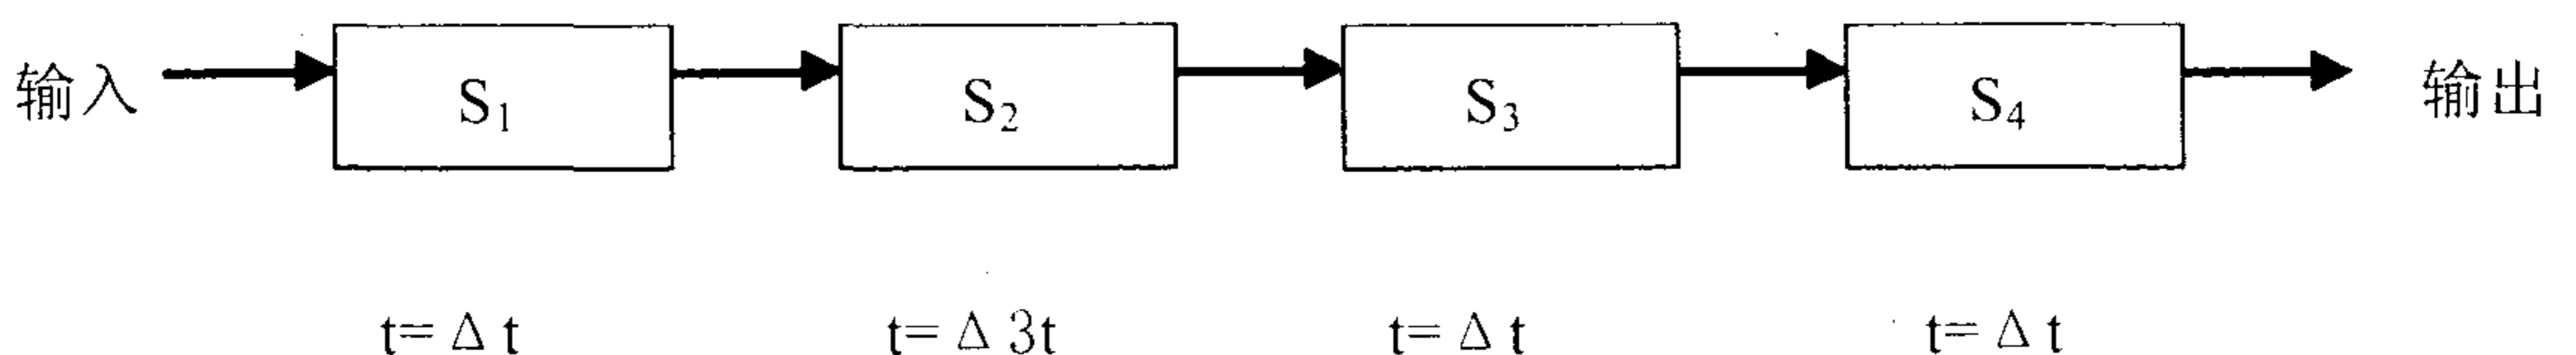 输入 S₁ S₂ S₃ S₄ 输出
t= Δ t t= Δ 3t t= Δ t t= Δ t